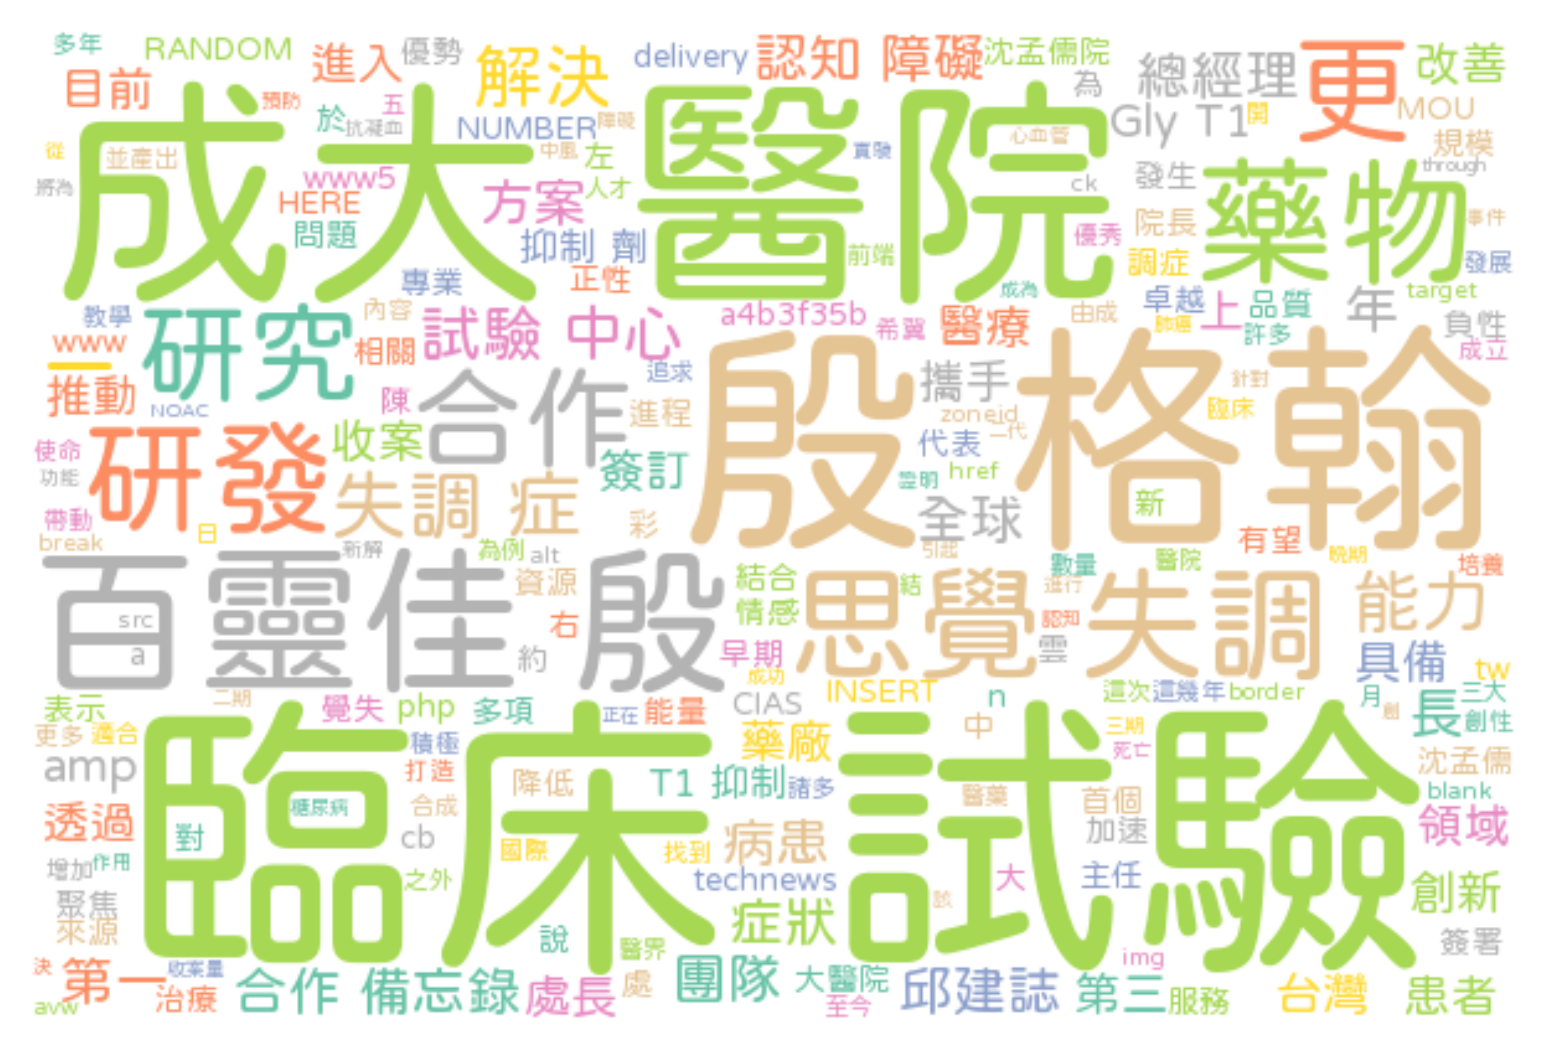 多年 RANDOM 進入 優勢 解決 delivery 認知 障礙 沈孟儒院 總經理 更 改善
目前 預防 五 為 MOU
於 抗凝血 NUMBER 障礙 心血管 Gly T1 開 規模
從 並產出 中風 左 實驗 through
成大醫院 藥物
將為 www5 方案 人才 ck 發生
HERE 院長 事件
問題 抑制 劑 前端 優秀 調症 發展
專業 正性 成為 卓越 品質 target
教學 內容 試驗 中心 a4b3f35b 希翼 醫療 由成 上 年 負性
www 研究 相關 肺癌 許多 成立
一 推動 合作 追求 殷格翰 攜手 針對
NOAC 陳 進程 zoneid 臨床
使命 研發 收案 簽訂 代表 一代
功能 失調 症 證明 href 新
帶動 日 彩 全球 有望
break 新解 為例 alt 引起 晚期
百靈佳 殷 資源 結合 思覺失調 結 數量 醫院 培養
src 情感 進行 能力
a 右 認知
約 早期 雲 具備
二期 成功 INSERT n 這次 這幾年 border tw
表示 覺失 php 多項 正在 能量 CIAS 月 三大
更多 適合 積極 藥廠 中 三期 創 長 創性
amp 打造 臨床試驗 死亡 沈孟儒
糖尿病 合成 降低 T1 抑制 諸多 醫藥 首個 blank
透過 對 cb 病患 加速 領域
增加 作用 之外 國際 找到 technews 大 主任
聚焦 症狀 該 創新
來源 說 醫界 簽署
決 第一 收案量 img
avw 治療 合作 備忘錄 處長 處 團隊 大醫院 至今 邱建誌 第三 服務 台灣 患者